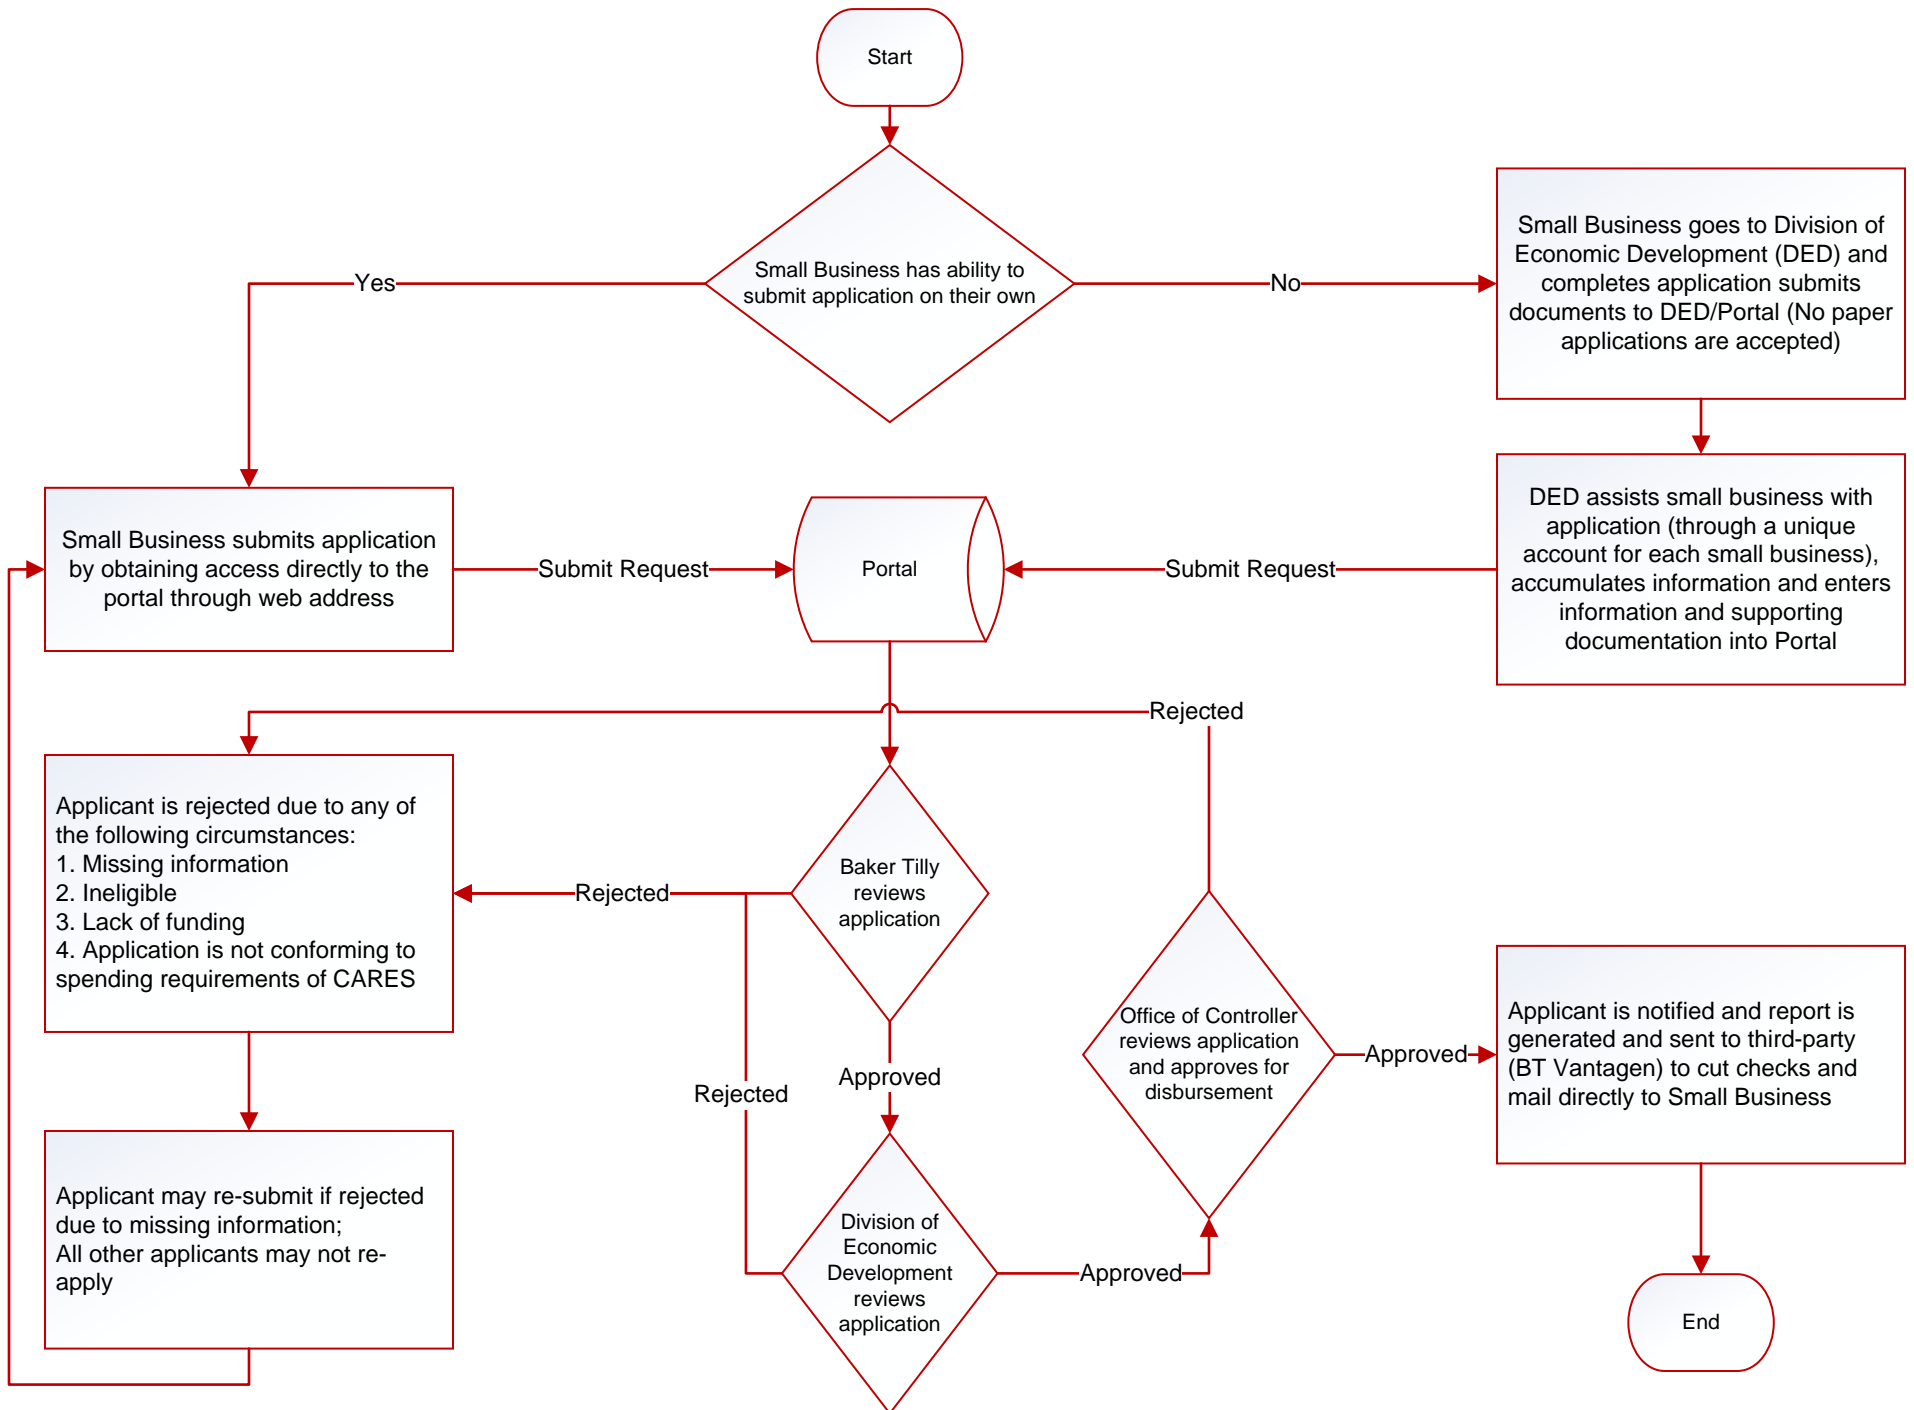 Start
Small Business has ability to
submit application on their own
Yes
No
Small Business goes to Division of
Economic Development (DED) and
completes application submits
documents to DED/Portal (No paper
applications are accepted)
Small Business submits application
by obtaining access directly to the
portal through web address
Submit Request
Portal
Submit Request
DED assists small business with
application (through a unique
account for each small business),
accumulates information and enters
information and supporting
documentation into Portal
Rejected
Applicant is rejected due to any of
the following circumstances:
1. Missing information
2. Ineligible
3. Lack of funding
4. Application is not conforming to
spending requirements of CARES
Rejected
Baker Tilly
reviews
application
Office of Controller
reviews application
and approves for
disbursement
Approved
Applicant is notified and report is
generated and sent to third-party
(BT Vantagen) to cut checks and
mail directly to Small Business
Rejected
Approved
Applicant may re-submit if rejected
due to missing information;
All other applicants may not re-
apply
Division of
Economic
Development
reviews
application
Approved
End